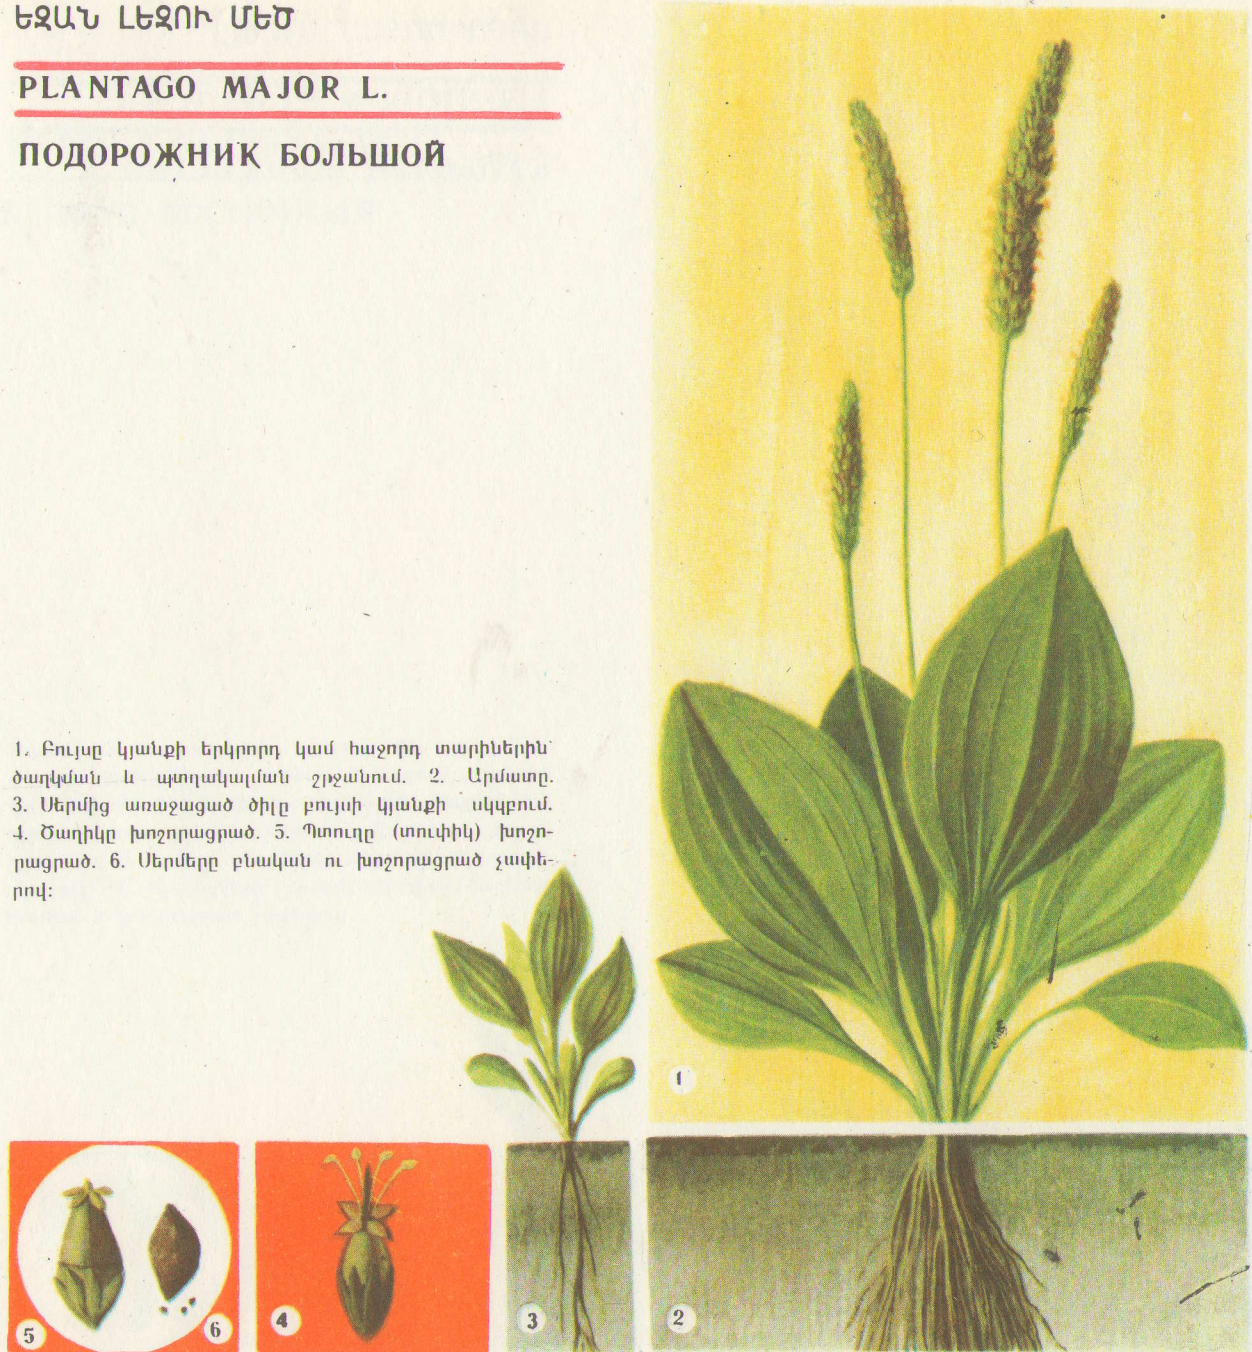 ԵԶԱՆ ԼԵԶՈՒ ՄԵԾ
PLANTAGO MAJOR L.
ПОДОРОЖНИК БОЛЬШОЙ
1. Բույսը կյանքի երկրորդ կամ հաջորդ տարիներին՝
ծաղկման և պտղակալման շրջանում. 2. Արմատը.
3. Սերմից առաջացած ծիլը բույսի կյանքի սկզբում.
4. Ծաղիկը խոշորացրած. 5. Պտուղը (տուփիկ) խոշո-
րացրած. 6. Սերմերը բնական ու խոշորացրած չափե-
րով։
1
5
6
4
3
2